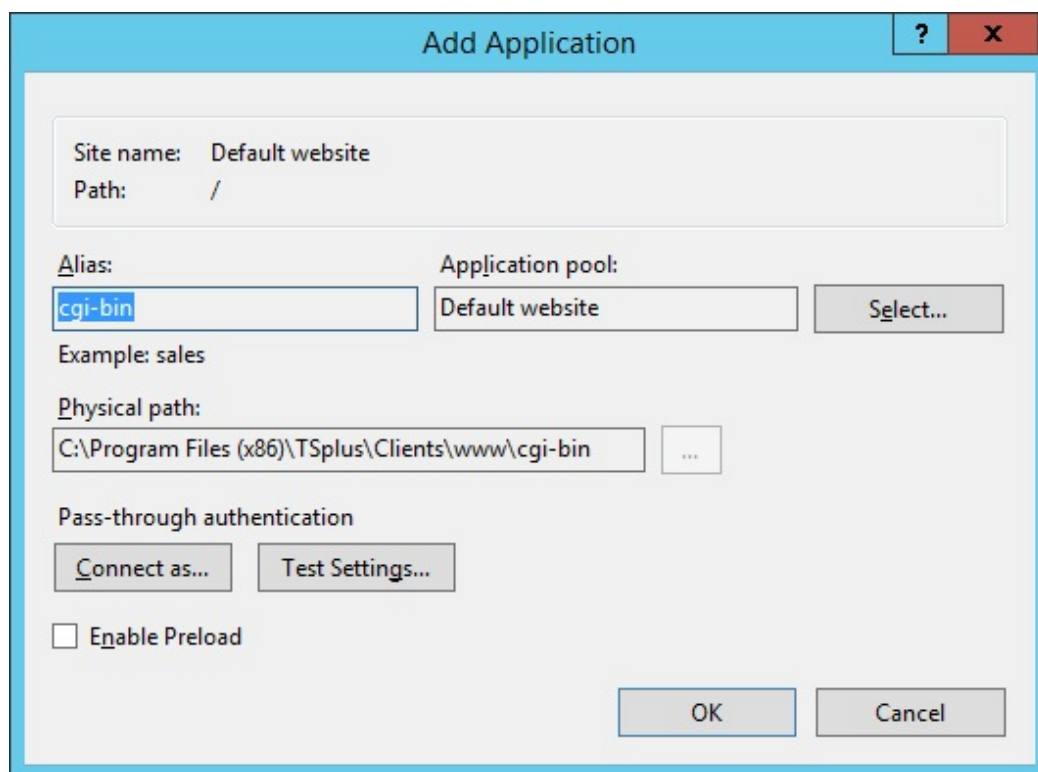 Add Application
?
x
Site name: Default website
Path: /
Alias:
Application pool:
cgi-bin
Default website
Select...
Example: sales
Physical path:
C:\Program Files (x86)\TSplus\Clients\www\cgi-bin
...
Pass-through authentication
Connect as...
Test Settings...
Enable Preload
OK
Cancel